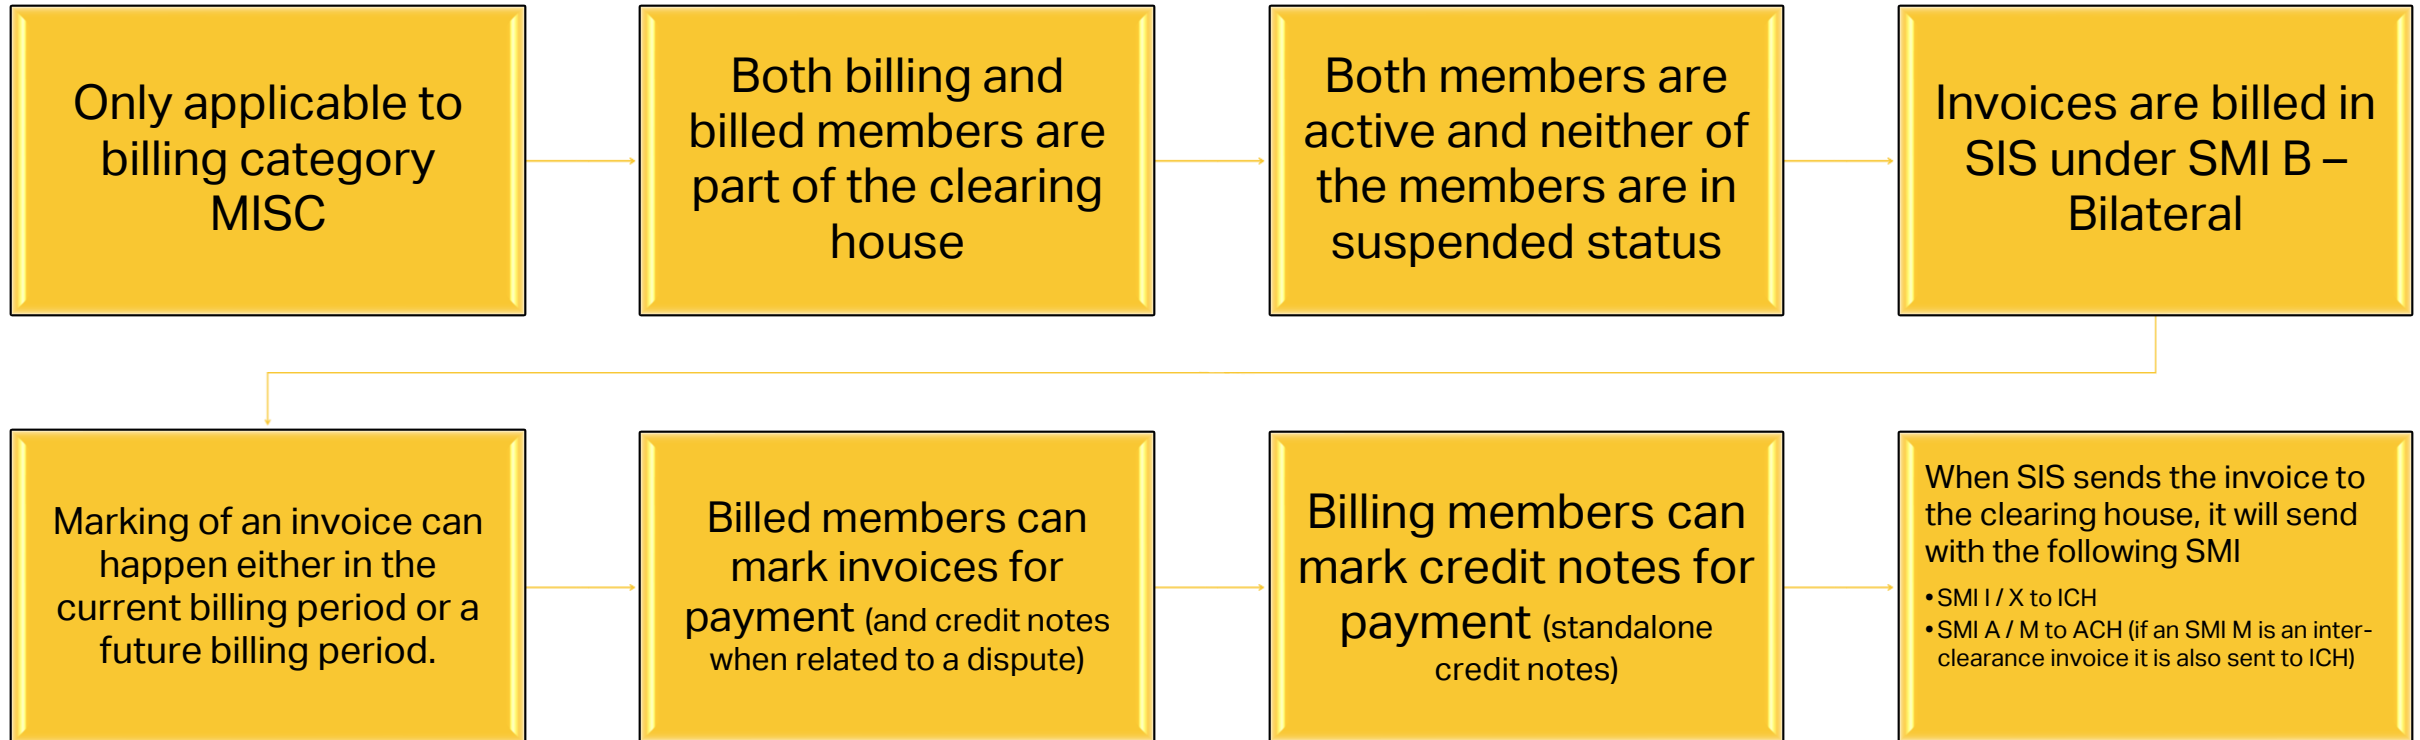 Only applicable to
billing category
MISC
Both billing and
billed members are
part of the clearing
house
Both members are
active and neither of
the members are in
suspended status
Invoices are billed in
SIS under SMI B –
Bilateral
Marking of an invoice can
happen either in the
current billing period or a
future billing period.
Billed members can
mark invoices for
payment (and credit notes
when related to a dispute)
Billing members can
mark credit notes for
payment (standalone
credit notes)
When SIS sends the invoice to
the clearing house, it will send
with the following SMI
• SMI I / X to ICH
• SMI A / M to ACH (if an SMI M is an inter-
clearance invoice it is also sent to ICH)